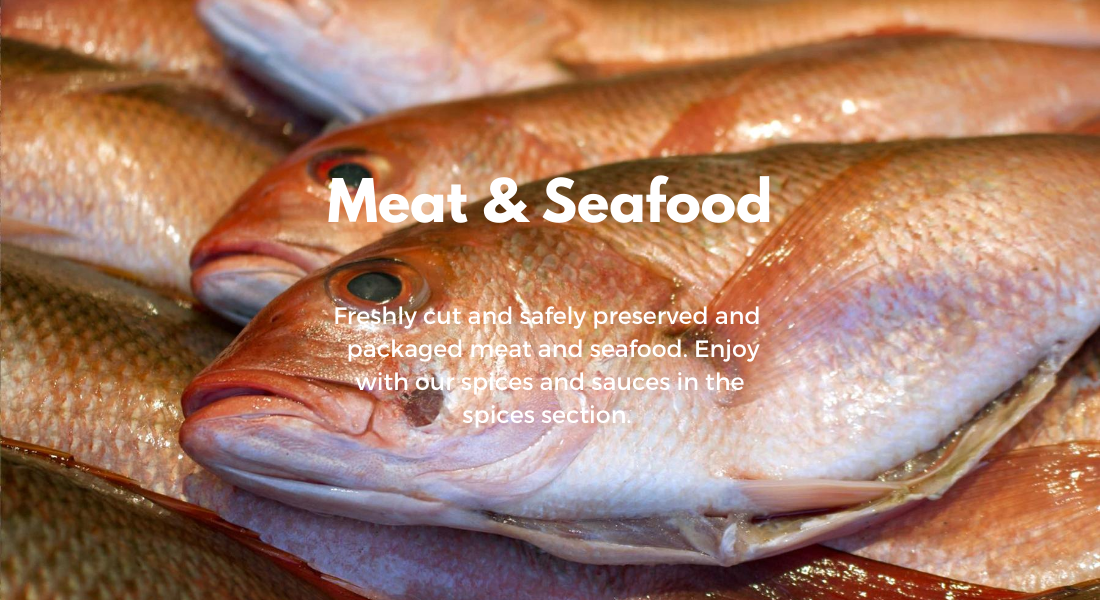 Meat & Seafood
Freshly cut and safely preserved and
packaged meat and seafood. Enjoy
with our spices and sauces in the
spices section.